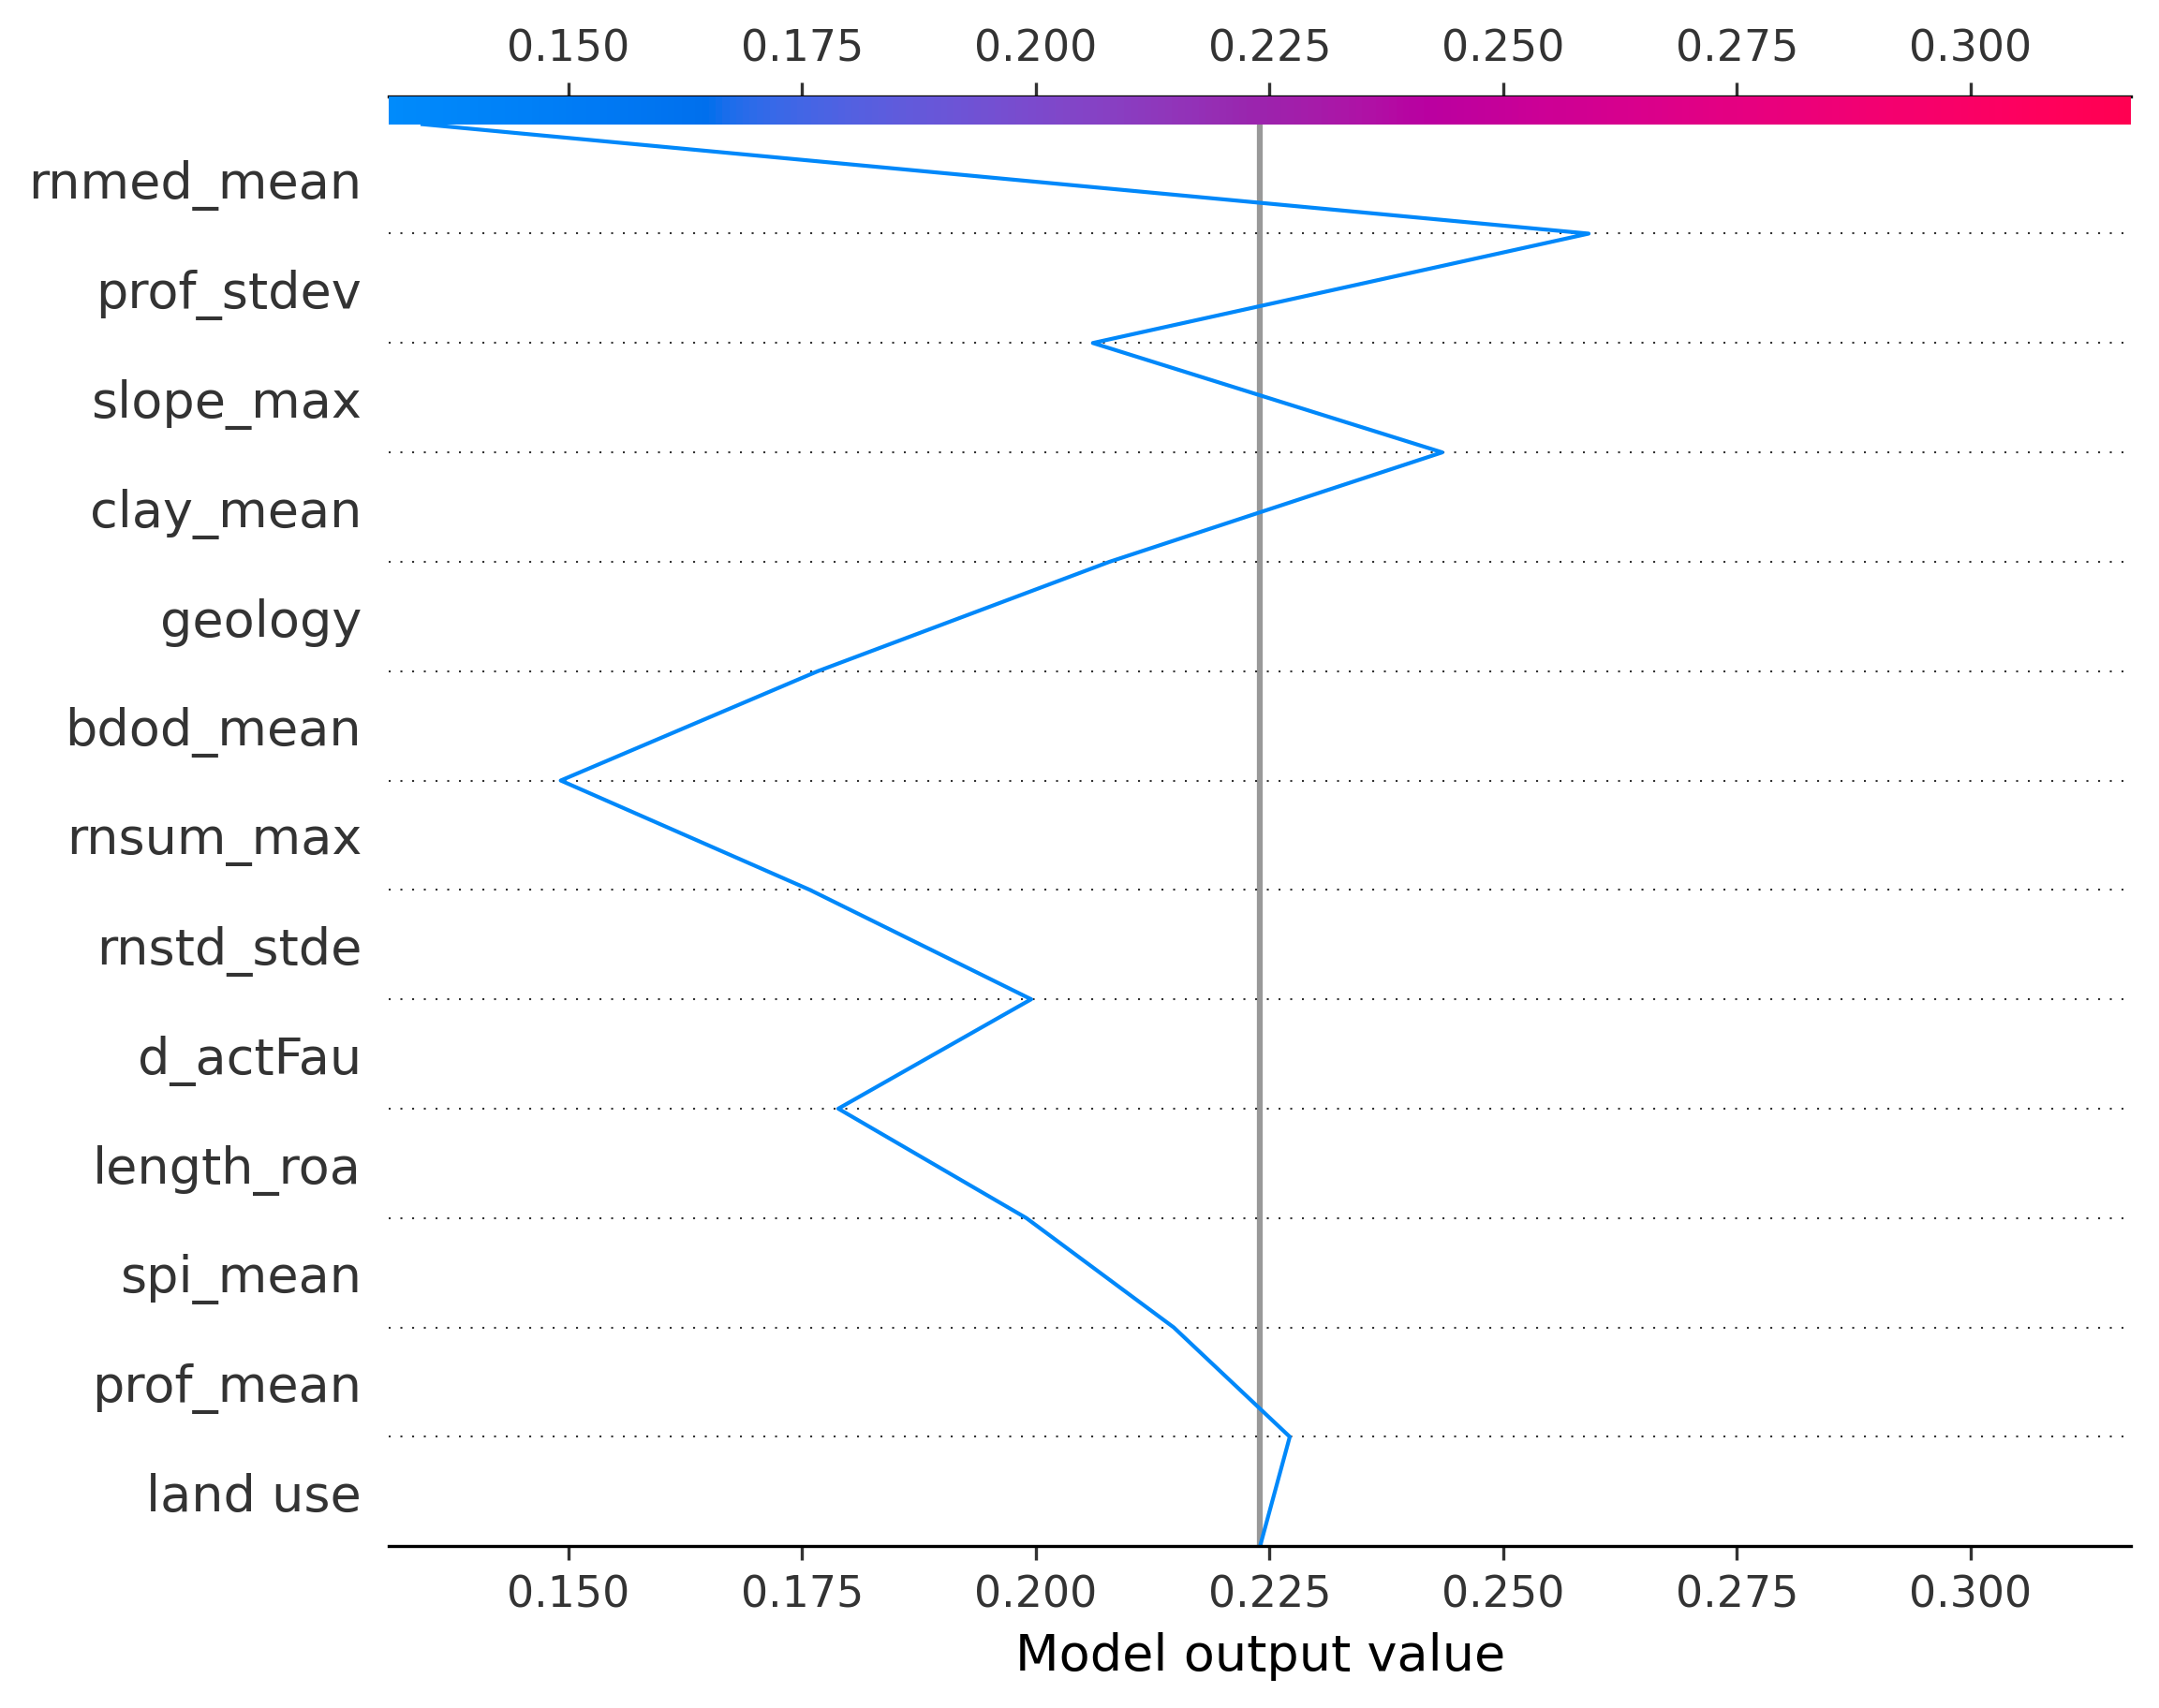 0.150 0.175 0.200 0.225 0.250 0.275 0.300
rnmed_mean
prof_stdev
slope_max
clay_mean
geology
bdod_mean
rnsum_max
rnstd_stde
d_actFau
length_roa
spi_mean
prof_mean
land use
0.150 0.175 0.200 0.225 0.250 0.275 0.300
Model output value